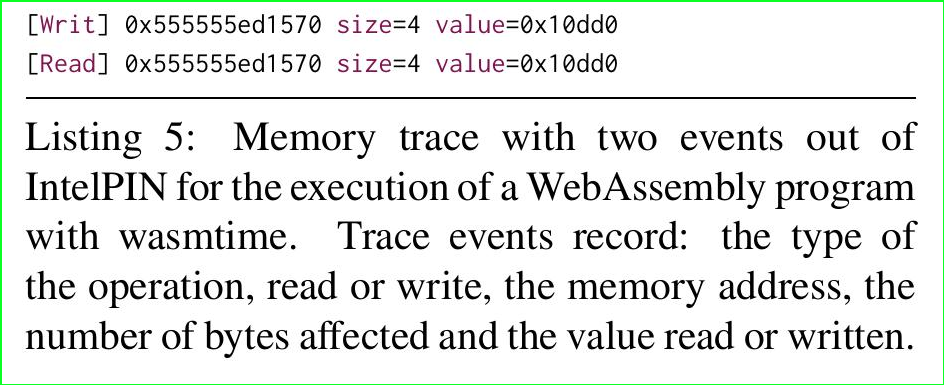 [Writ] 0x555555ed1570 size=4 value=0x10dd0
[Read] 0x555555ed1570 size=4 value=0x10dd0
Listing 5: Memory trace with two events out of
IntelPIN for the execution of a WebAssembly program
with wasmtime. Trace events record: the type of
the operation, read or write, the memory address, the
number of bytes affected and the value read or written.